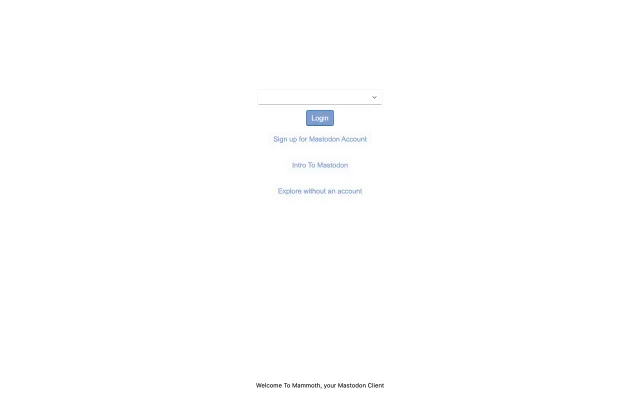 Login
Sign up for Mastodon Account
Intro To Mastodon
Explore without an account
Welcome To Mammoth, your Mastodon Client